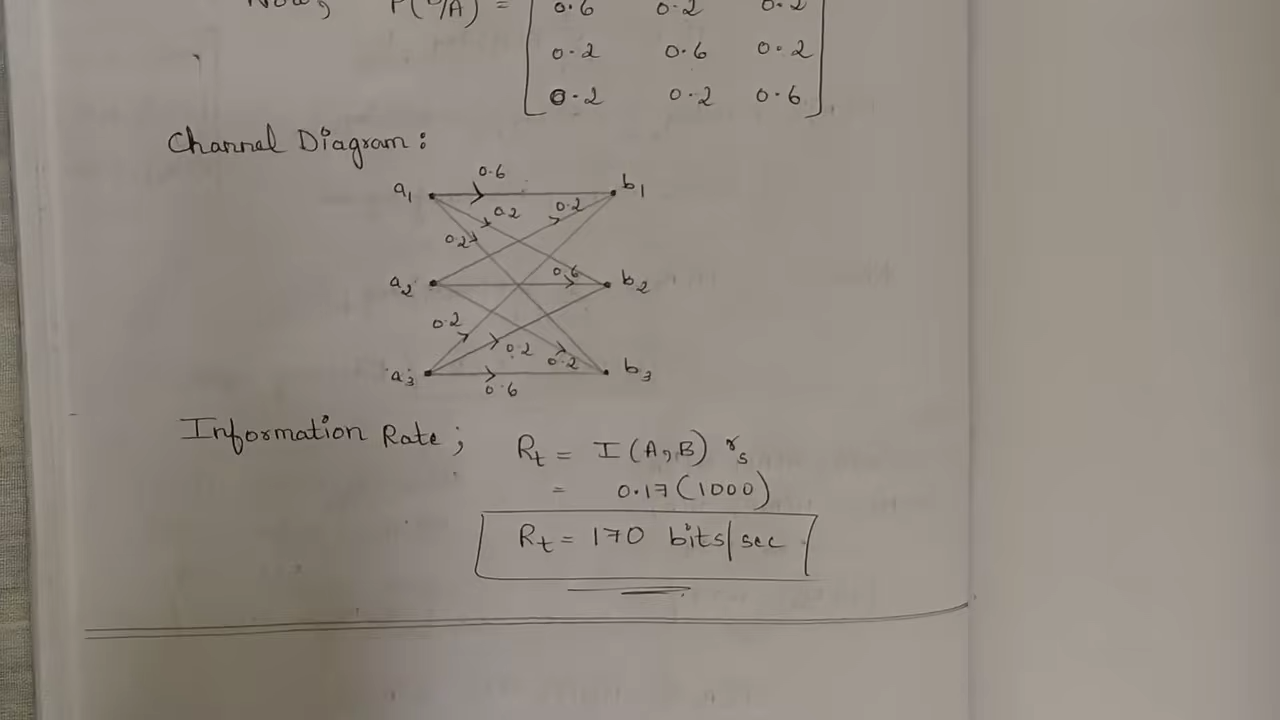 Now, P(b/A) = 0.6 0.2 0.2
0.2 0.6 0.2
0.2 0.2 0.6
Channel Diagram:
0.6
a1 b1
0.2 0.2
0.2
0.6
a2 b2
0.2
0.2 0.2
a3 b3
0.6
Information Rate; Rt = I(A,B) rs
= 0.17(1000)
Rt = 170 bits/sec